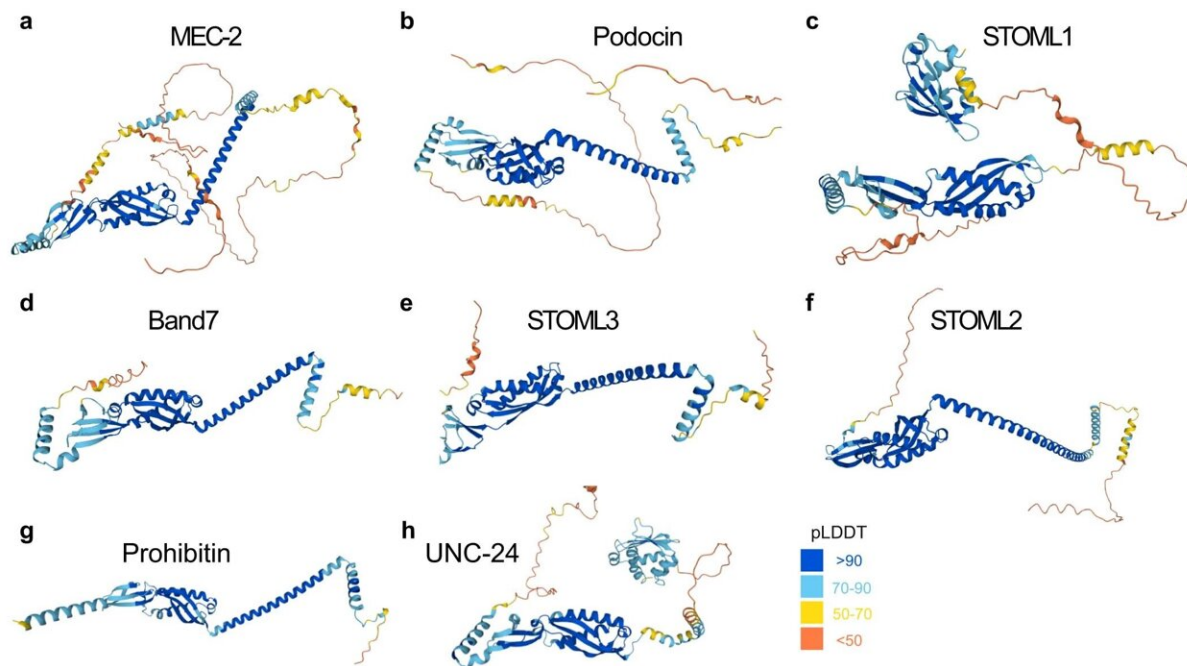 a
MEC-2
b
Podocin
c
STOML1
d
Band7
e
STOML3
f
STOML2
g
Prohibitin
h
UNC-24
pLDDT
>90
70-90
50-70
<50